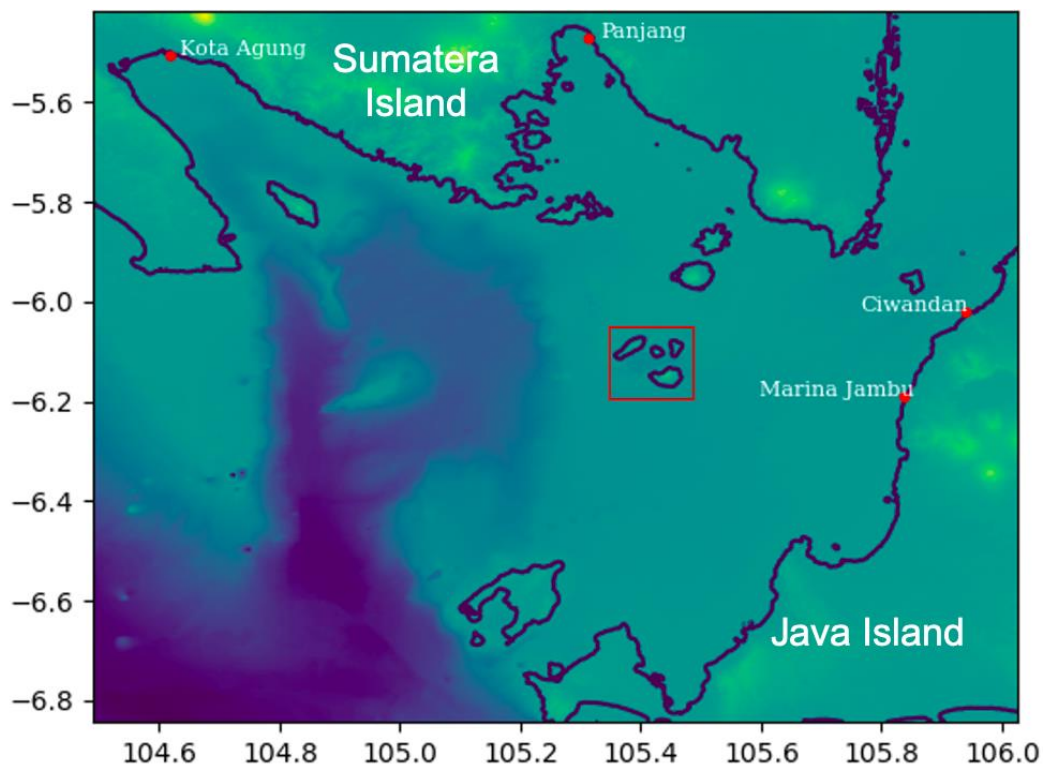 Kota Agung
Sumatera
Island
Panjang
Ciwandan
Marina Jambu
Java Island
−5.6
−5.8
−6.0
−6.2
−6.4
−6.6
−6.8
104.6 104.8 105.0 105.2 105.4 105.6 105.8 106.0